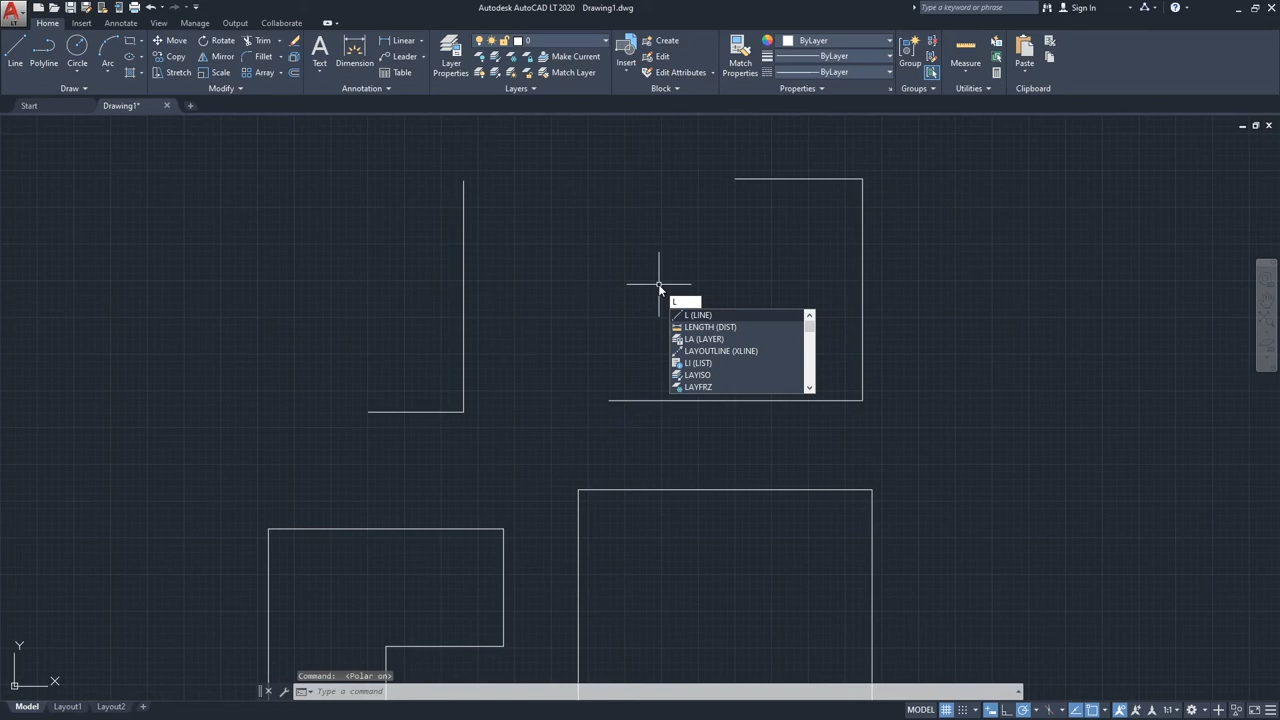 Autodesk AutoCAD LT 2020 Drawing1.dwg
Type a keyword or phrase
Sign In
LT
Home Insert Annotate View Manage Output Collaborate
Line Polyline Circle Arc
Move Rotate Trim
Copy Mirror Fillet
Stretch Scale Array
Text Dimension
Linear
Leader
Table
Layer
Properties
0
Make Current
Match Layer
Insert
Create
Edit
Edit Attributes
Match
Properties
ByLayer
ByLayer
ByLayer
Group
Measure
Paste
Draw Modify Annotation Layers Block Properties Groups Utilities Clipboard
Start Drawing1*
L
L (LINE)
LENGTH (DIST)
LA (LAYER)
LAYOUTLINE (XLINE)
LI (LIST)
LAYISO
LAYFRZ
Y
X
Command: <Polar on>
Type a command
Model Layout1 Layout2
MODEL
1:1